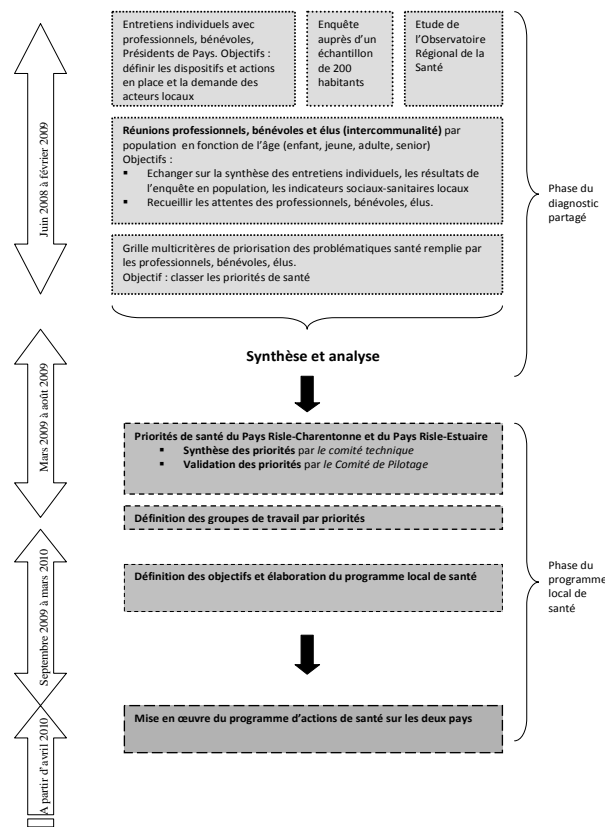 Entretiens individuels avec
professionnels, bénévoles,
Présidents de Pays. Objectifs :
définir les dispositifs et actions
en place et la demande des
acteurs locaux
Enquête
auprès d’un
échantillon
de 200
habitants
Etude de
l’Observatoire
Régional de la
Santé
Juin 2008 à février 2009
Réunions professionnels, bénévoles et élus (intercommunalité) par
population en fonction de l’âge (enfant, jeune, adulte, senior)
Objectifs :
▪ Echanger sur la synthèse des entretiens individuels, les résultats de
l’enquête en population, les indicateurs sociaux-sanitaires locaux
▪ Recueillir les attentes des professionnels, bénévoles, élus.
Phase du
diagnostic
partagé
Grille multicritères de priorisation des problématiques santé remplie par
les professionnels, bénévoles, élus.
Objectif : classer les priorités de santé
Synthèse et analyse
Mars 2009 à août 2009
Priorités de santé du Pays Risle-Charentonne et du Pays Risle-Estuaire
▪ Synthèse des priorités par le comité technique
▪ Validation des priorités par le Comité de Pilotage
Définition des groupes de travail par priorités
Septembre 2009 à mars 2010
Définition des objectifs et élaboration du programme local de santé
Phase du
programme
local de
santé
Mise en œuvre du programme d’actions de santé sur les deux pays
A partir d’avril 2010